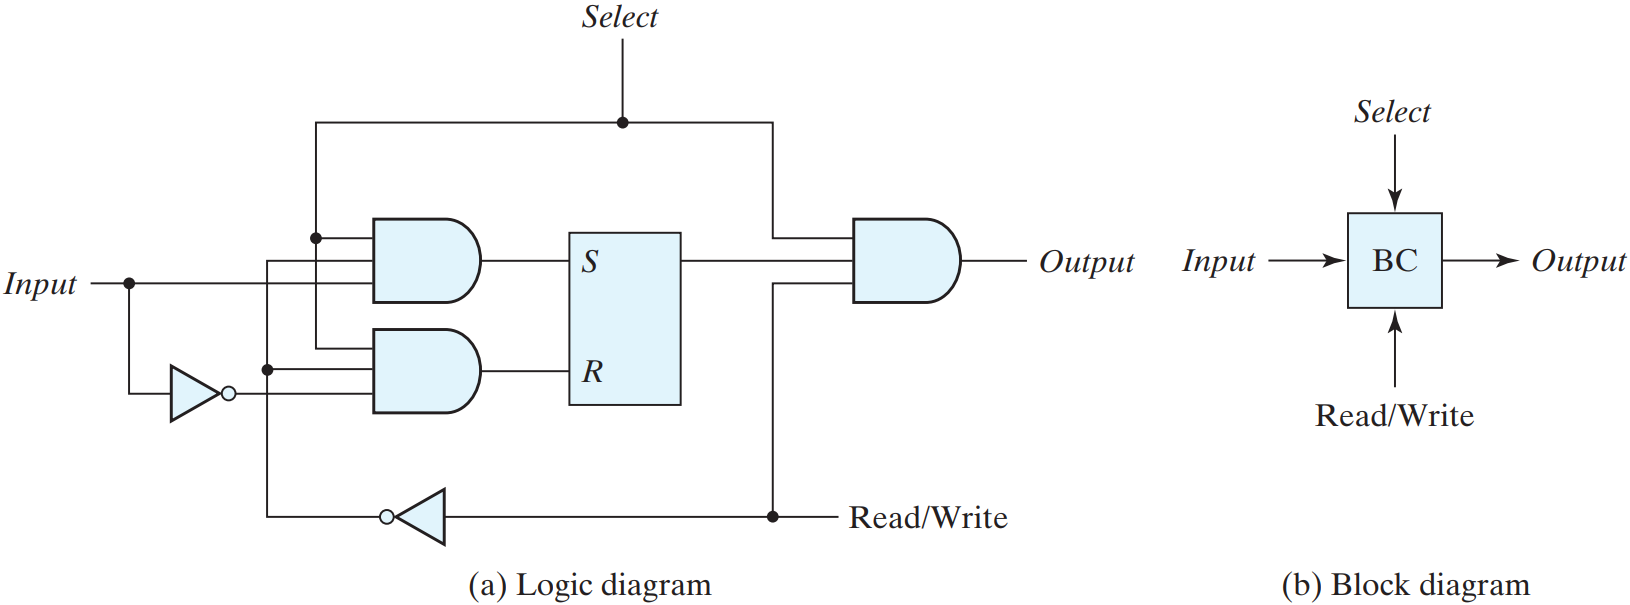 Select
Input
S
R
Output
Read/Write
(a) Logic diagram
Select
Input
BC
Output
Read/Write
(b) Block diagram